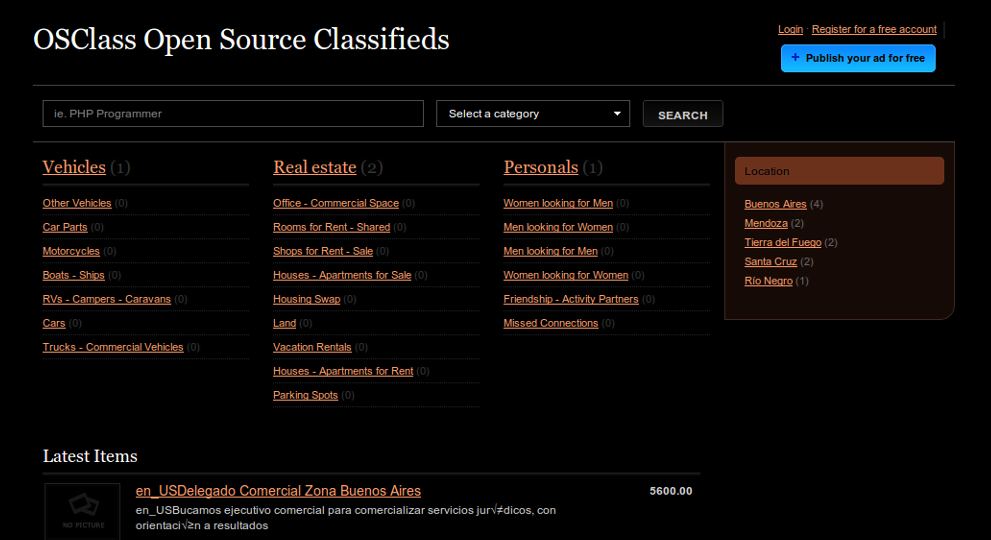 OSClass Open Source Classifieds
Login · Register for a free account
+ Publish your ad for free
ie. PHP Programmer
Select a category
SEARCH
Vehicles (1)
Other Vehicles (0)
Car Parts (0)
Motorcycles (0)
Boats - Ships (0)
RVs - Campers - Caravans (0)
Cars (0)
Trucks - Commercial Vehicles (0)
Real estate (2)
Office - Commercial Space (0)
Rooms for Rent - Shared (0)
Shops for Rent - Sale (0)
Houses - Apartments for Sale (0)
Housing Swap (0)
Land (0)
Vacation Rentals (0)
Houses - Apartments for Rent (0)
Parking Spots (0)
Personals (1)
Women looking for Men (0)
Men looking for Women (0)
Men looking for Men (0)
Women looking for Women (0)
Friendship - Activity Partners (0)
Missed Connections (0)
Location
Buenos Aires (4)
Mendoza (2)
Tierra del Fuego (2)
Santa Cruz (2)
Río Negro (1)
Latest Items
NO PICTURE
en_USDelegado Comercial Zona Buenos Aires
5600.00
en_USBucamos ejecutivo comercial para comercializar servicios jur√≠dicos, con
orientaci√≥n a resultados